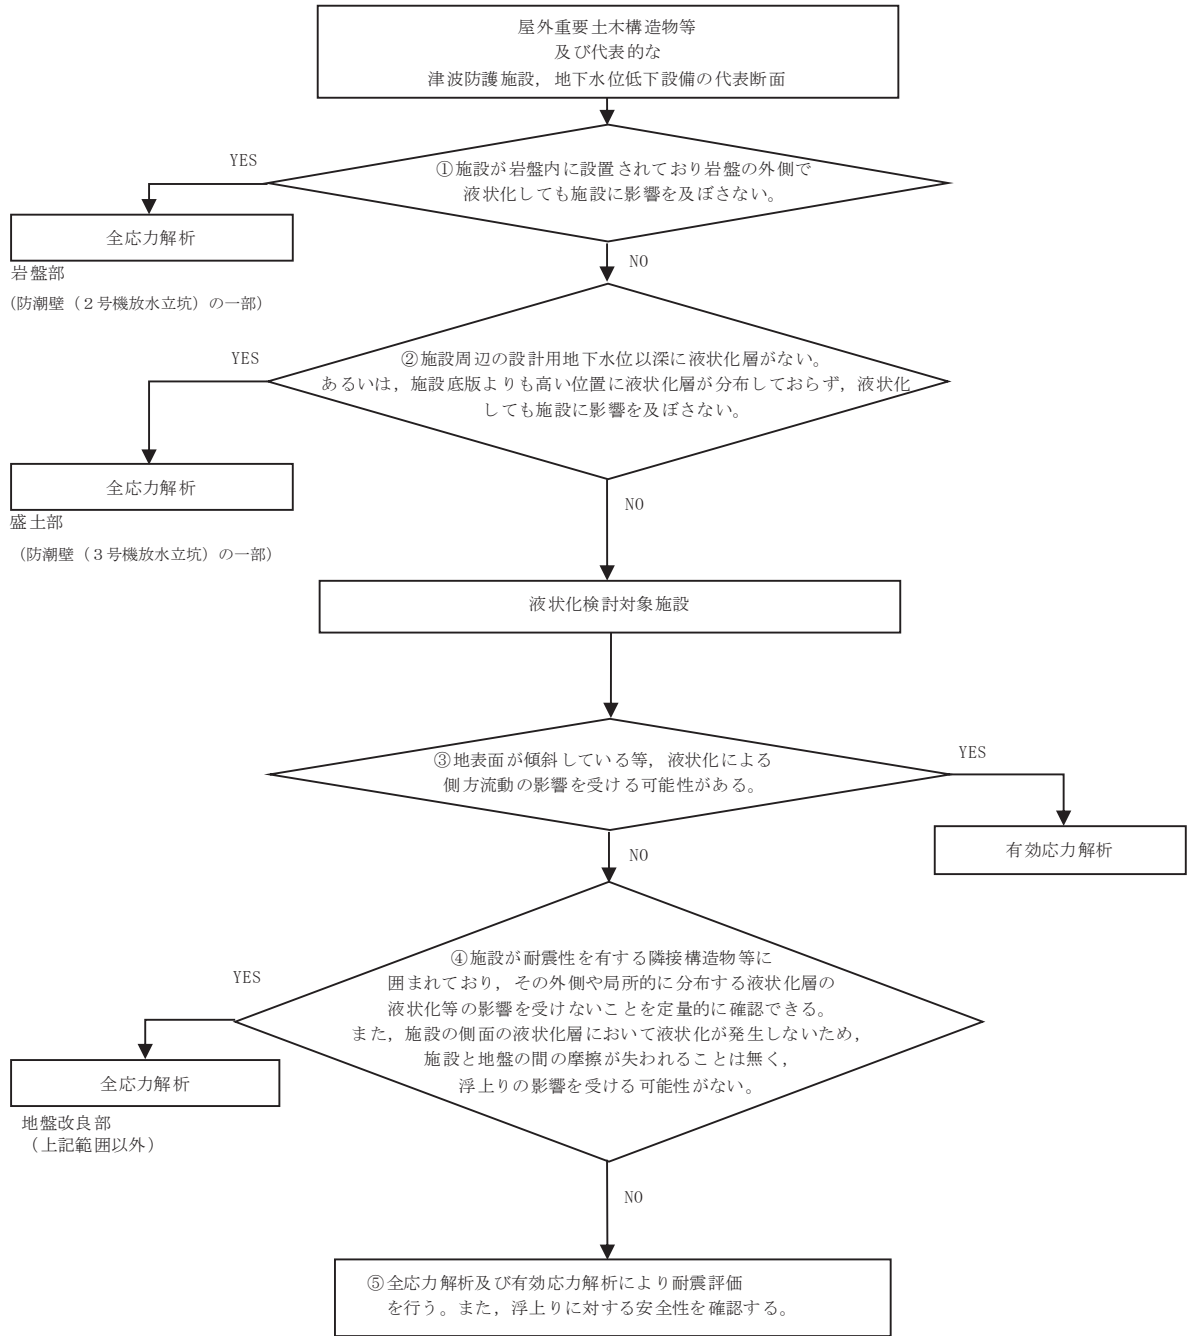 屋外重要土木構造物等
及び代表的な
津波防護施設，地下水位低下設備の代表断面
YES
①施設が岩盤内に設置されており岩盤の外側で
液状化しても施設に影響を及ぼさない。
全応力解析
NO
岩盤部
(防潮壁（２号機放水立坑）の一部)
YES
②施設周辺の設計用地下水位以深に液状化層がない。
あるいは，施設底版よりも高い位置に液状化層が分布しておらず，液状化
しても施設に影響を及ぼさない。
全応力解析
NO
盛土部
(防潮壁（３号機放水立坑）の一部)
液状化検討対象施設
YES
③地表面が傾斜している等，液状化による
側方流動の影響を受ける可能性がある。
有効応力解析
NO
YES
④施設が耐震性を有する隣接構造物等に
囲まれており，その外側や局所的に分布する液状化層の
液状化等の影響を受けないことを定量的に確認できる。
また，施設の側面の液状化層において液状化が発生しないため，
施設と地盤の間の摩擦が失われることは無く，
浮上りの影響を受ける可能性がない。
全応力解析
地盤改良部
（上記範囲以外）
NO
⑤全応力解析及び有効応力解析により耐震評価
を行う。また，浮上りに対する安全性を確認する。